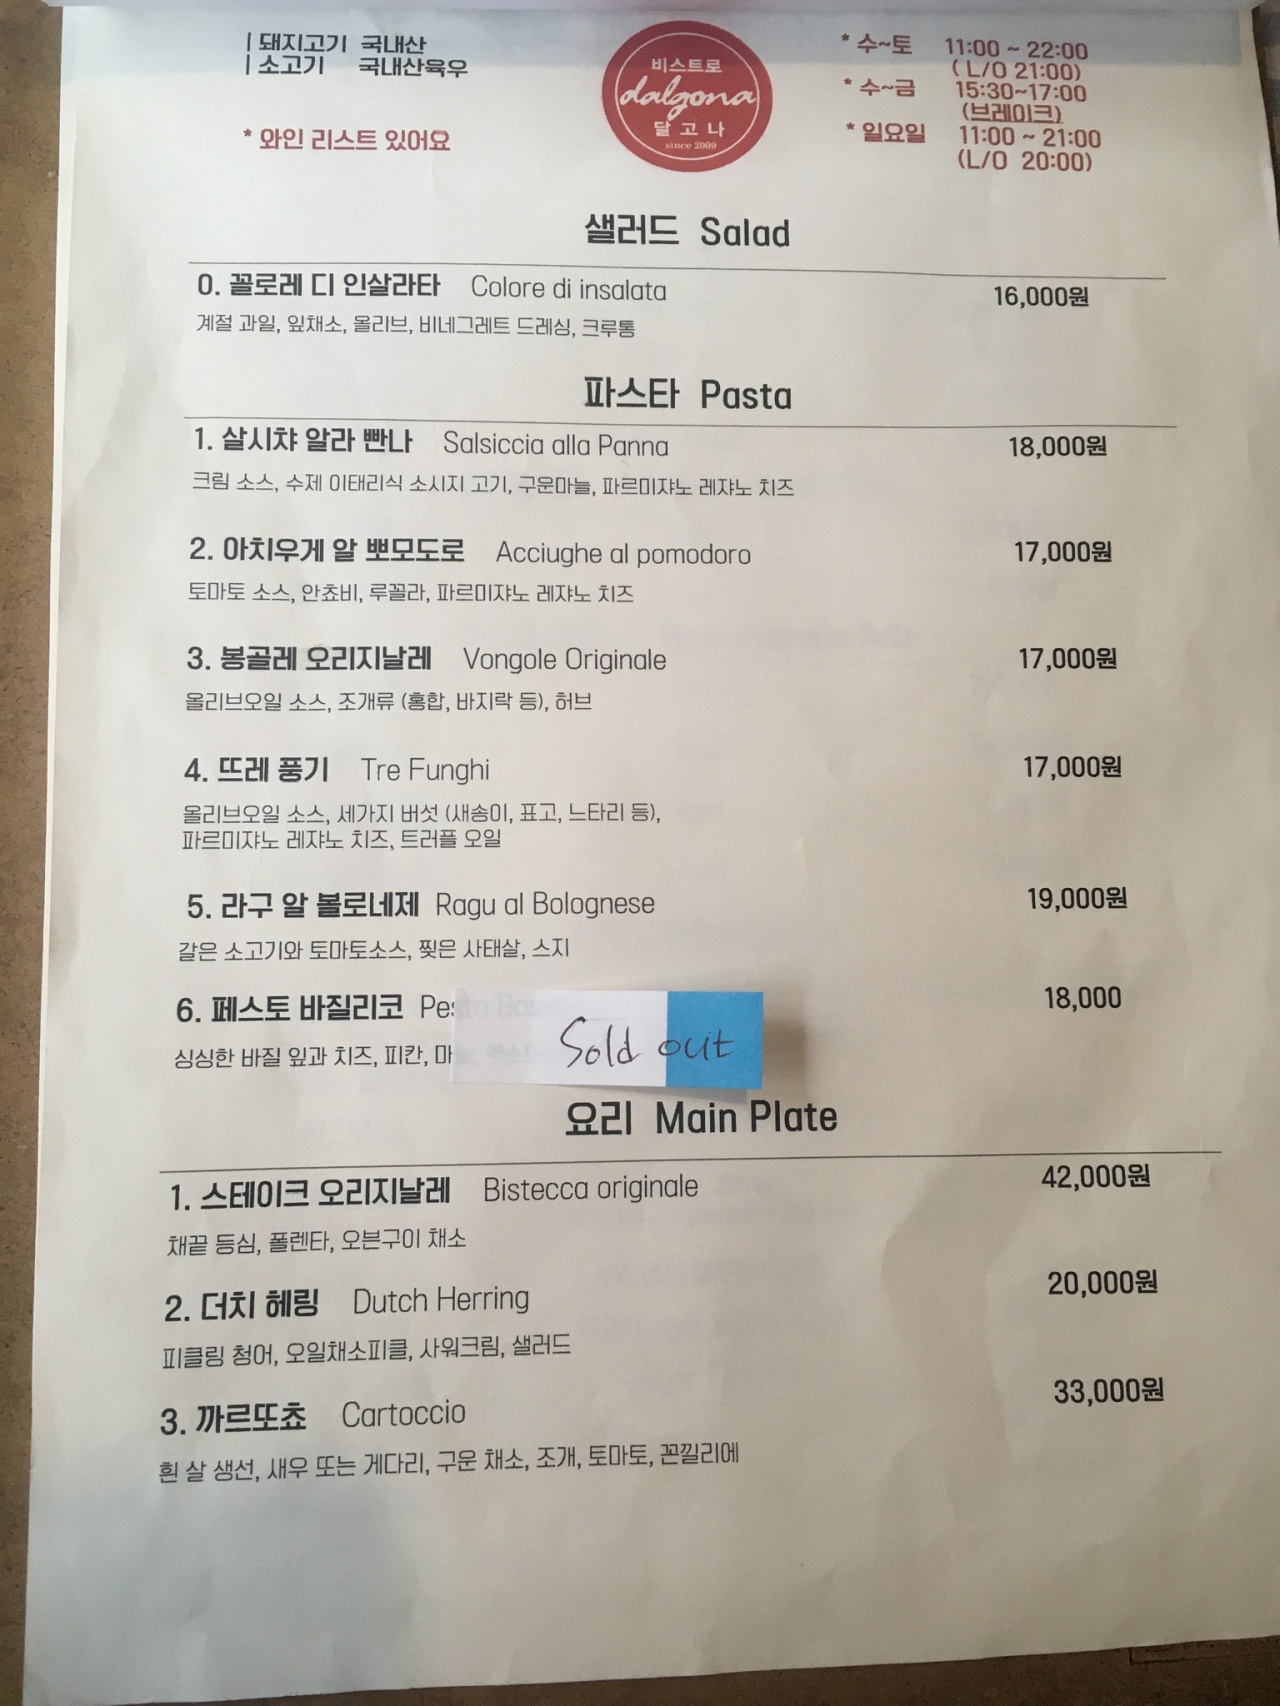 | 돼지고기 국내산
| 소고기 국내산육우
* 와인 리스트 있어요
비스트로
dalgona
달고나
since 2009
* 수~토 11:00 ~ 22:00
( L/O 21:00)
* 수~금 15:30~17:00
(브레이크)
* 일요일 11:00 ~ 21:00
(L/O 20:00)
샐러드 Salad
0. 꼴로레 디 인살라타 Colore di insalata 16,000원
계절 과일, 잎채소, 올리브, 비네그레트 드레싱, 크루통
파스타 Pasta
1. 살시챠 알라 빤나 Salsiccia alla Panna 18,000원
크림 소스, 수제 이태리식 소시지 고기, 구운마늘, 파르미쟈노 레쟈노 치즈
2. 아치우게 알 뽀모도로 Acciughe al pomodoro 17,000원
토마토 소스, 안쵸비, 루꼴라, 파르미쟈노 레쟈노 치즈
3. 봉골레 오리지날레 Vongole Originale 17,000원
올리브오일 소스, 조개류 (홍합, 바지락 등), 허브
4. 뜨레 풍기 Tre Funghi 17,000원
올리브오일 소스, 세가지 버섯 (새송이, 표고, 느타리 등),
파르미쟈노 레쟈노 치즈, 트러플 오일
5. 라구 알 볼로네제 Ragu al Bolognese 19,000원
갈은 소고기와 토마토소스, 찢은 사태살, 스지
6. 페스토 바질리코 Pesto Bas 18,000
싱싱한 바질 잎과 치즈, 피칸, 마
Sold out
요리 Main Plate
1. 스테이크 오리지날레 Bistecca originale 42,000원
채끝 등심, 폴렌타, 오븐구이 채소
2. 더치 헤링 Dutch Herring 20,000원
피클링 청어, 오일채소피클, 사워크림, 샐러드
3. 까르또쵸 Cartoccio 33,000원
흰 살 생선, 새우 또는 게다리, 구운 채소, 조개, 토마토, 꼰낄리에